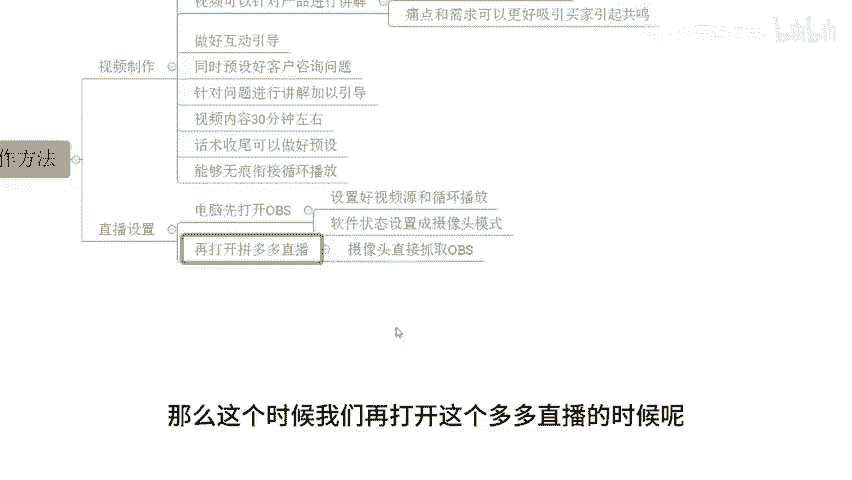 视频可以针对产品进行讲解
痛点和需求可以更好吸引买家引起共鸣
bilibili
做好互动引导
视频制作
同时预设好客户咨询问题
针对问题进行讲解加以引导
视频内容30分钟左右
话术收尾可以做好预设
能够无痕衔接循环播放
作方法
电脑先打开OBS
设置好视频源和循环播放
软件状态设置成摄像头模式
直播设置
再打开拼多多直播
摄像头直接抓取OBS
那么这个时候我们再打开这个多多直播的时候呢